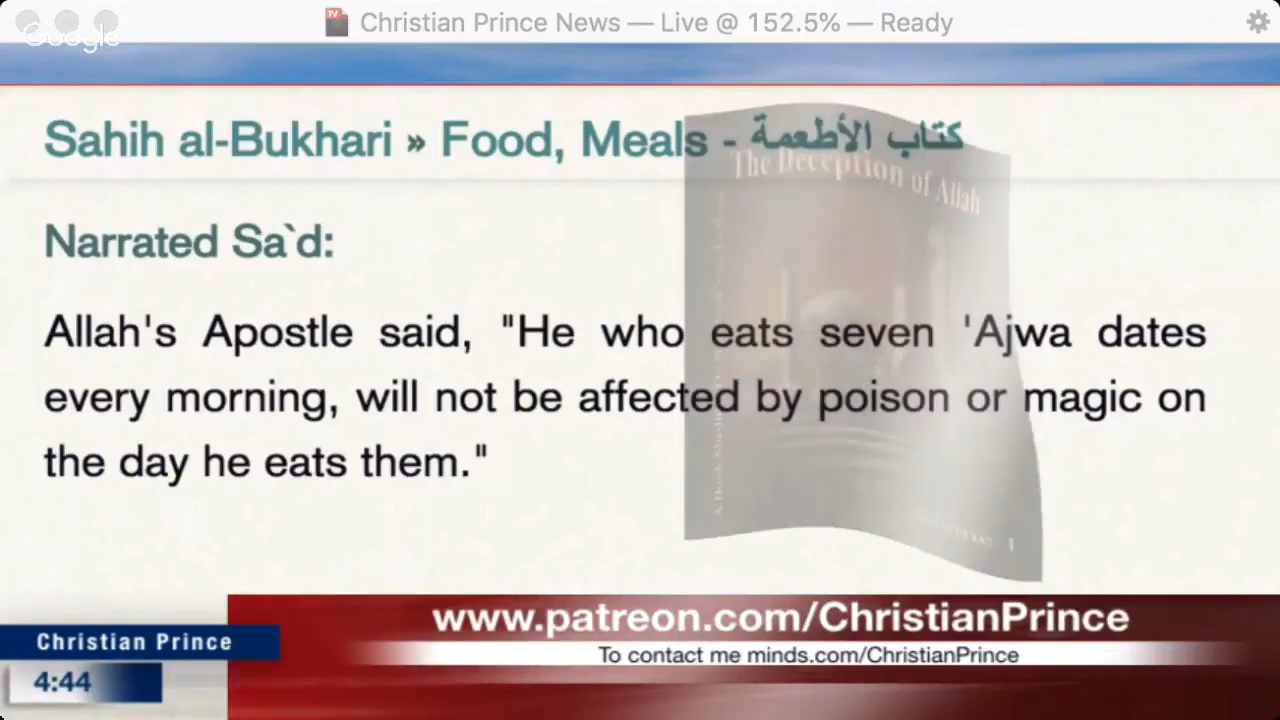 Christian Prince News — Live @ 152.5% — Ready
Google
Sahih al-Bukhari » Food, Meals - كتاب الأطعمة
The Deception of Allah
Narrated Sa`d:
Allah's Apostle said, "He who eats seven 'Ajwa dates
every morning, will not be affected by poison or magic on
the day he eats them."
www.patreon.com/ChristianPrince
To contact me minds.com/ChristianPrince
Christian Prince
4:44